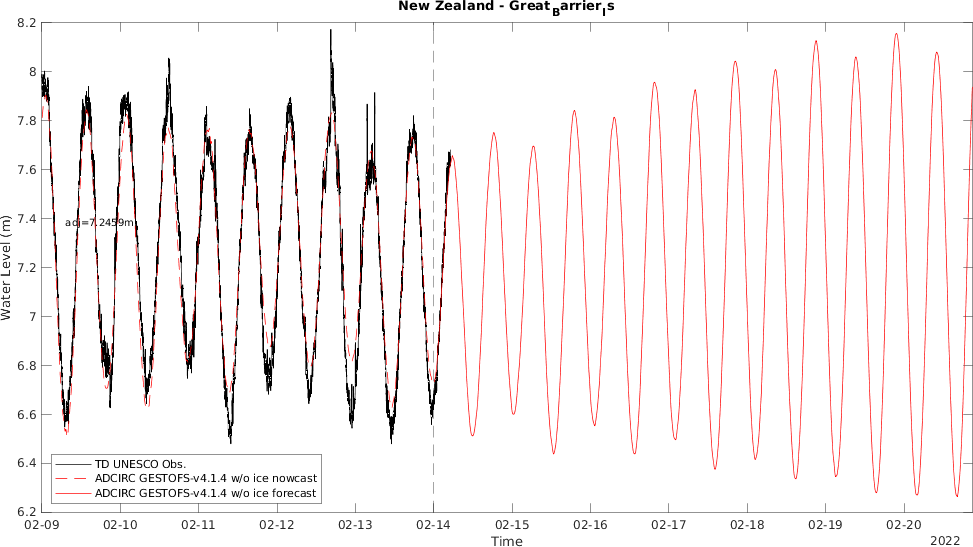 New Zealand - GreatBarrierIs
8.2
8
7.8
7.6
7.4
7.2
7
6.8
6.6
6.4
6.2
Water Level (m)
adj=7.2459m
TD UNESCO Obs.
ADCIRC GESTOFS-v4.1.4 w/o ice nowcast
ADCIRC GESTOFS-v4.1.4 w/o ice forecast
02-09 02-10 02-11 02-12 02-13 02-14 02-15 02-16 02-17 02-18 02-19 02-20
Time
2022